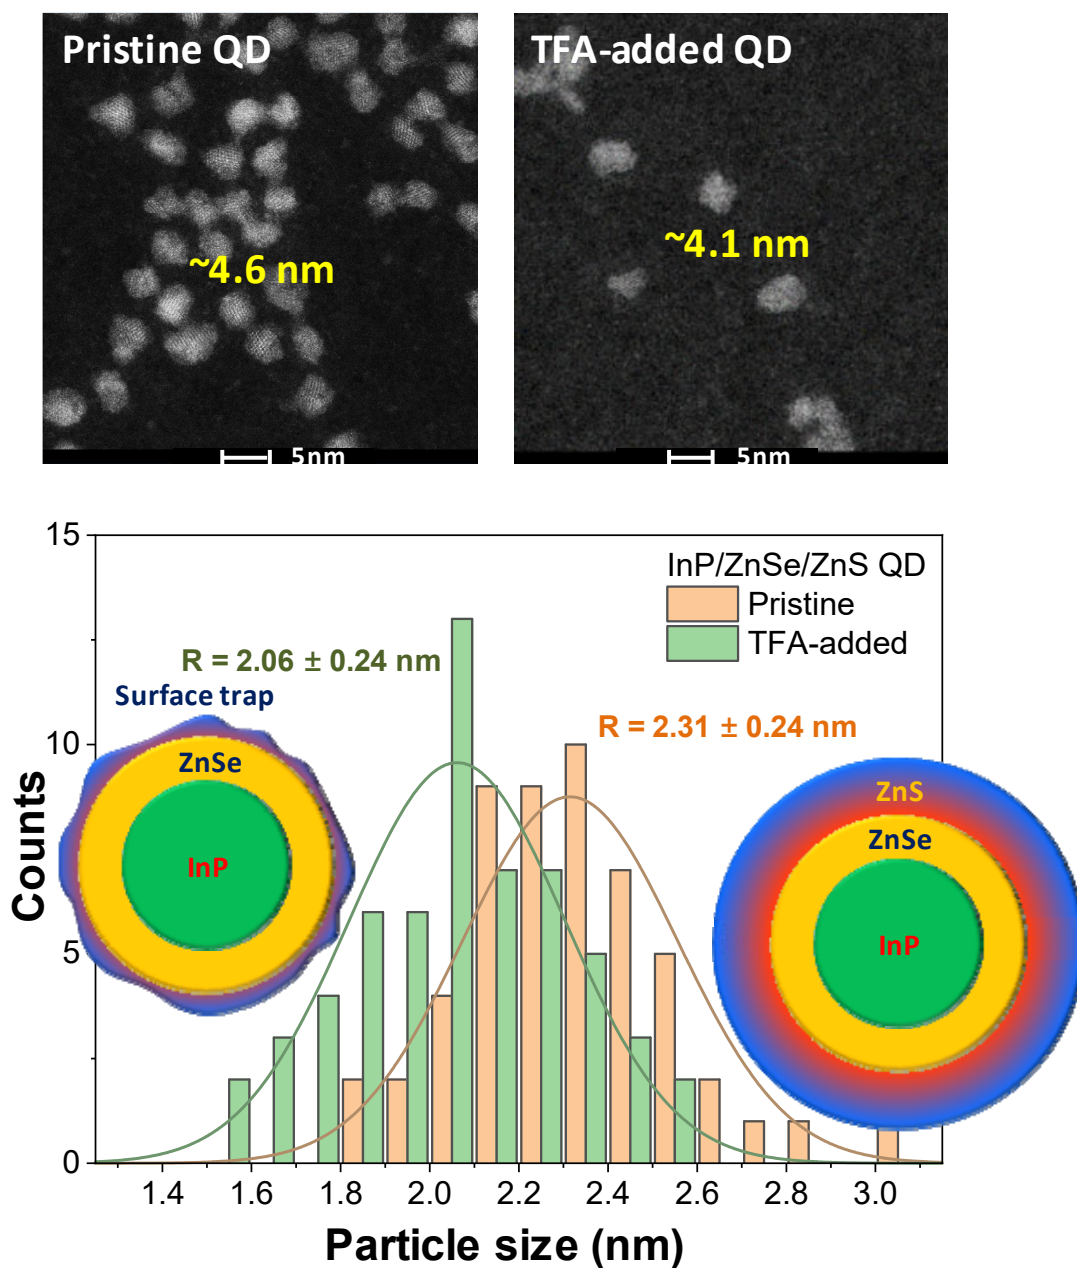 Pristine QD
~4.6 nm
5nm
TFA-added QD
~4.1 nm
5nm
15
10
5
0
Counts
InP/ZnSe/ZnS QD
Pristine
TFA-added
R = 2.06 ± 0.24 nm
R = 2.31 ± 0.24 nm
Surface trap
ZnSe
InP
ZnS
ZnSe
InP
1.4 1.6 1.8 2.0 2.2 2.4 2.6 2.8 3.0
Particle size (nm)